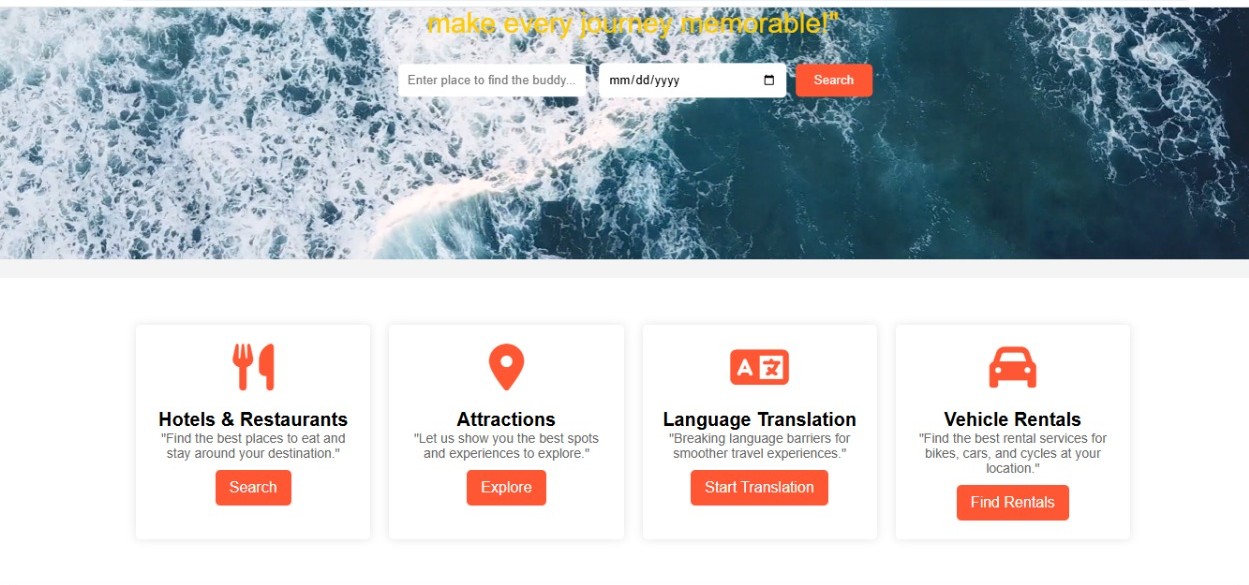 make every journey memorable!"
Enter place to find the buddy...
mm/dd/yyyy
Search
Hotels & Restaurants
"Find the best places to eat and
stay around your destination."
Search
Attractions
"Let us show you the best spots
and experiences to explore."
Explore
A 文
Language Translation
"Breaking language barriers for
smoother travel experiences."
Start Translation
Vehicle Rentals
"Find the best rental services for
bikes, cars, and cycles at your
location."
Find Rentals